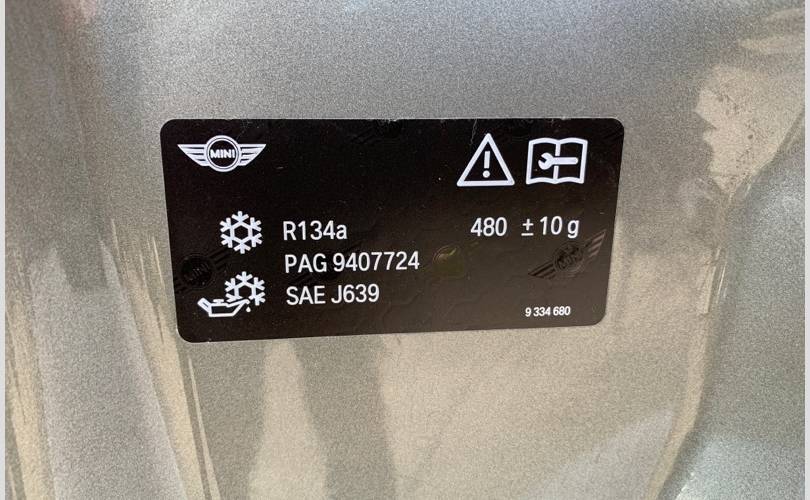 MINI
R134a 480 ± 10 g
PAG 9407724
SAE J639
9 334 680